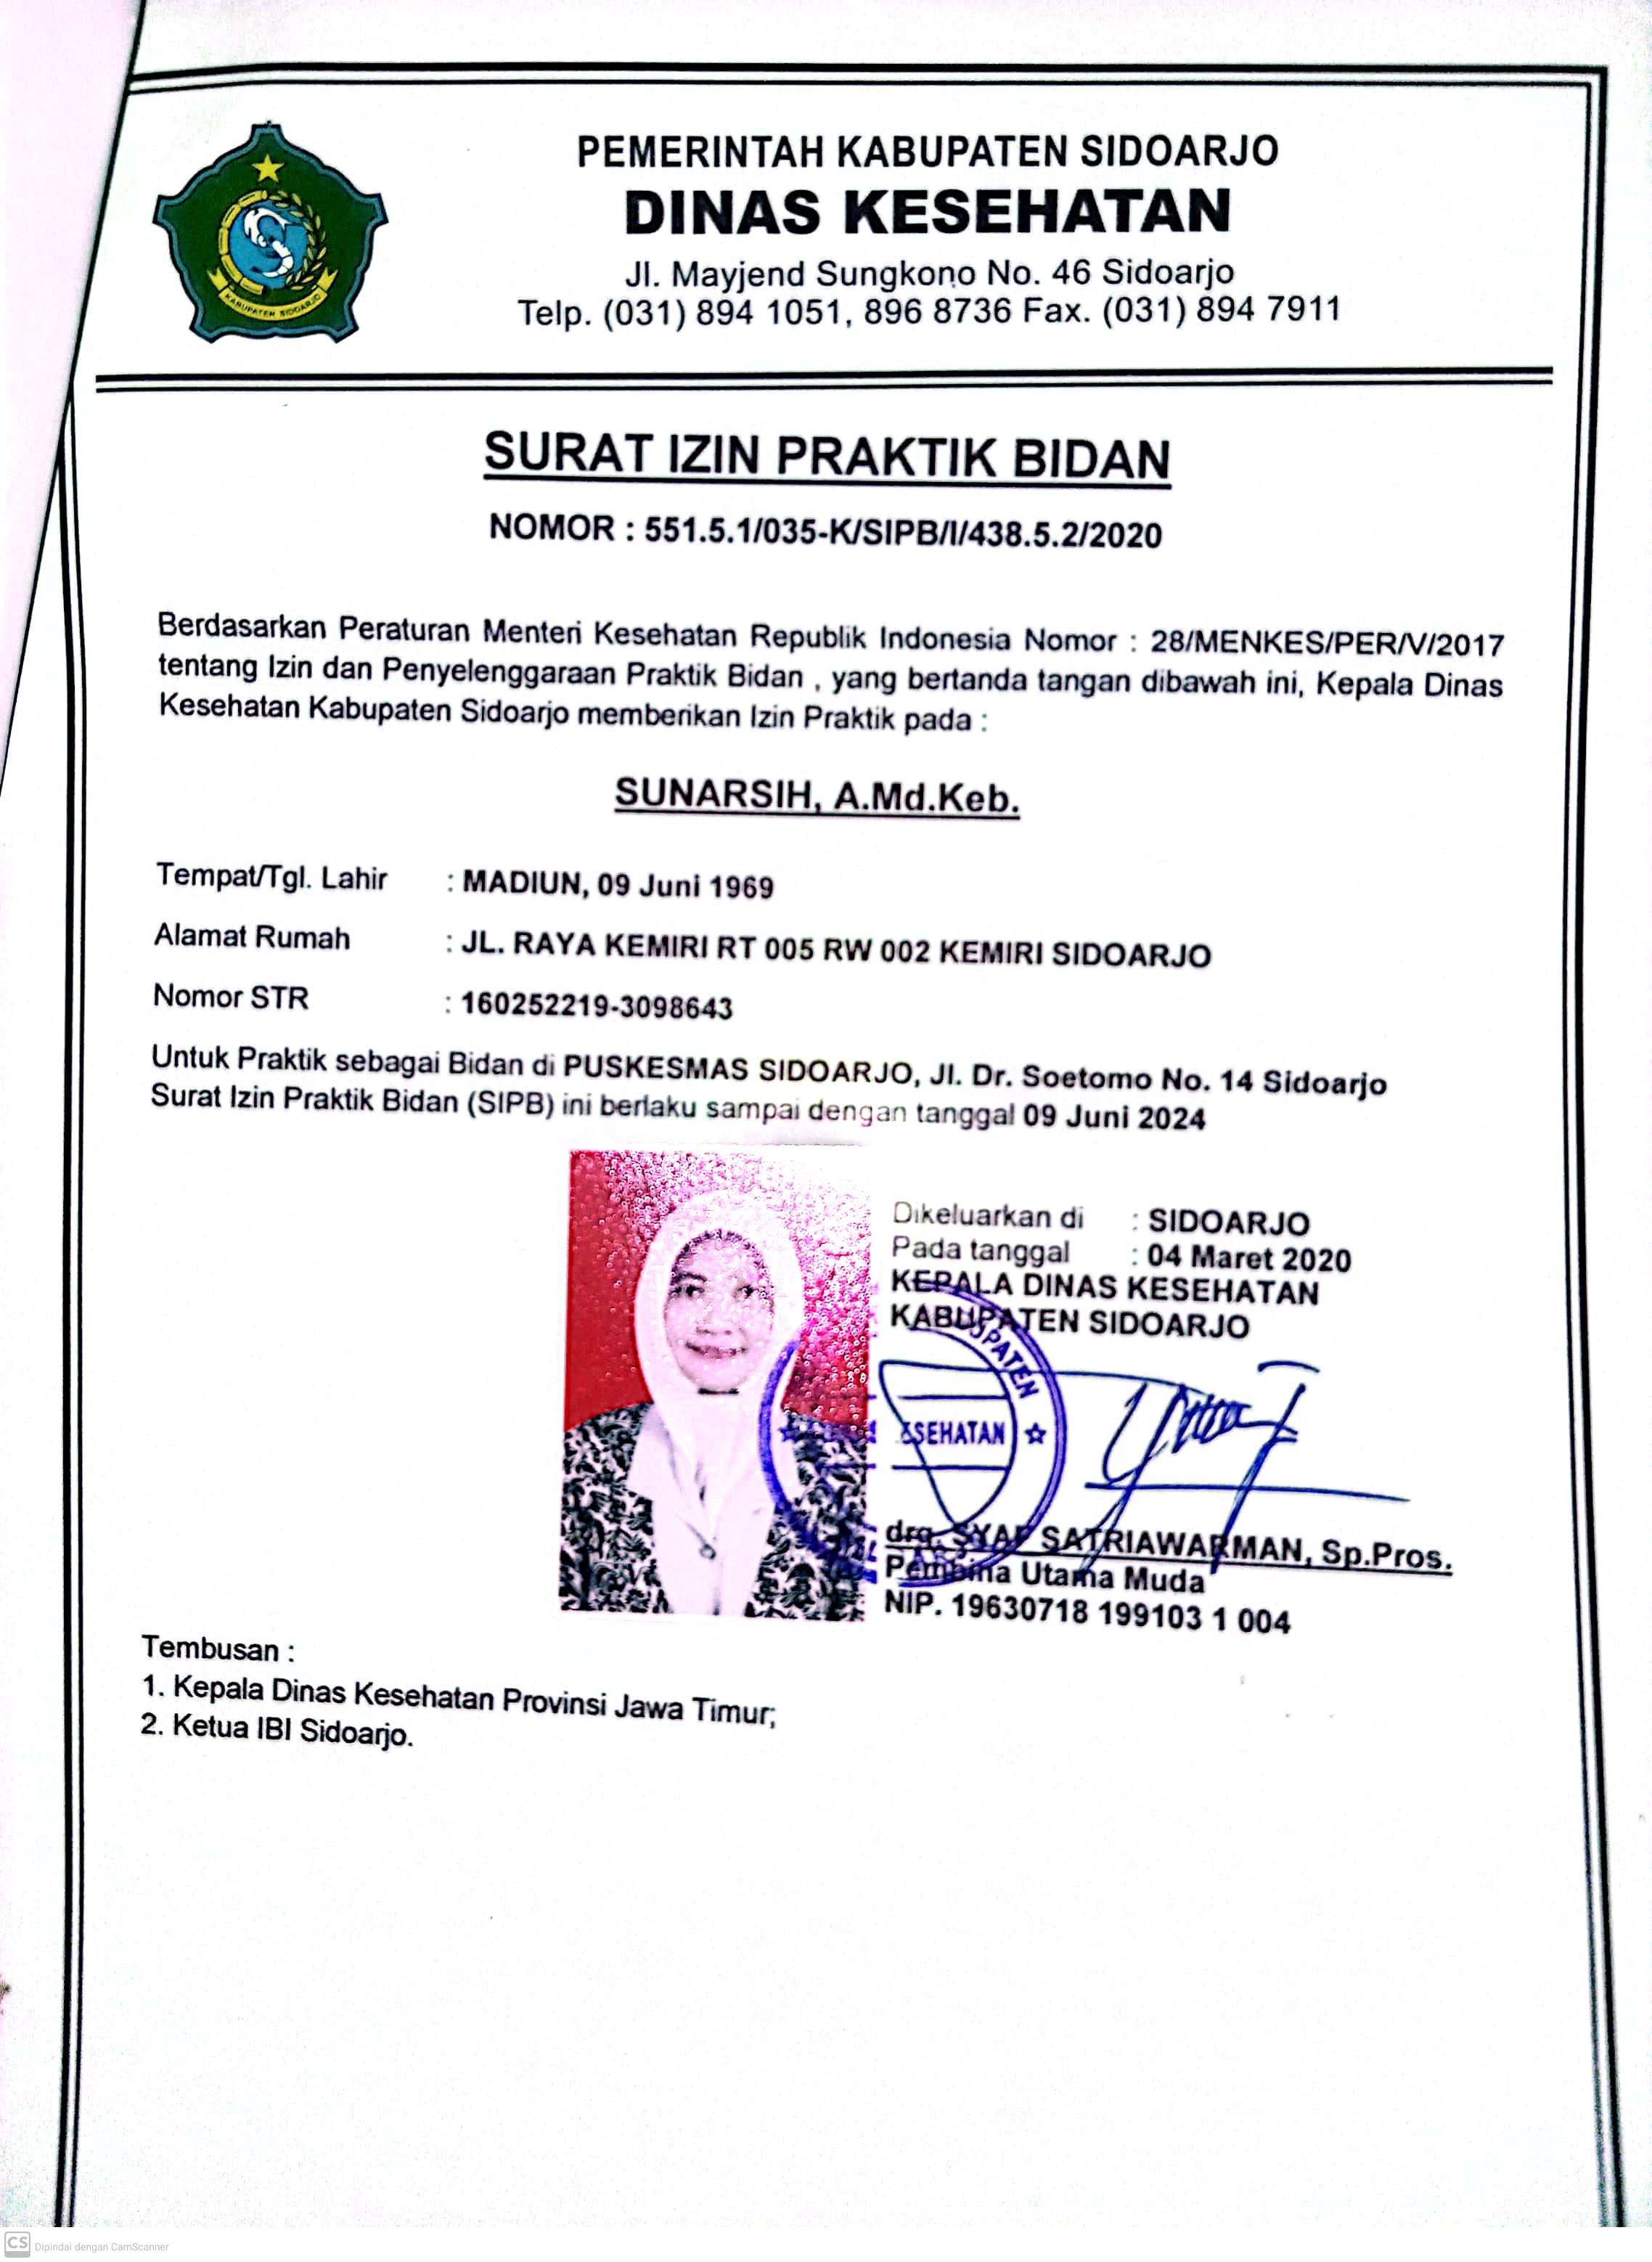 PEMERINTAH KABUPATEN SIDOARJO
DINAS KESEHATAN
Jl. Mayjend Sungkono No. 46 Sidoarjo
Telp. (031) 894 1051, 896 8736 Fax. (031) 894 7911
KABUPATEN SIDOARJO
SURAT IZIN PRAKTIK BIDAN
NOMOR : 551.5.1/035-K/SIPB/I/438.5.2/2020
Berdasarkan Peraturan Menteri Kesehatan Republik Indonesia Nomor : 28/MENKES/PER/V/2017
tentang Izin dan Penyelenggaraan Praktik Bidan , yang bertanda tangan dibawah ini, Kepala Dinas
Kesehatan Kabupaten Sidoarjo memberikan Izin Praktik pada :
SUNARSIH, A.Md.Keb.
Tempat/Tgl. Lahir : MADIUN, 09 Juni 1969
Alamat Rumah : JL. RAYA KEMIRI RT 005 RW 002 KEMIRI SIDOARJO
Nomor STR : 160252219-3098643
Untuk Praktik sebagai Bidan di PUSKESMAS SIDOARJO, Jl. Dr. Soetomo No. 14 Sidoarjo
Surat Izin Praktik Bidan (SIPB) ini berlaku sampai dengan tanggal 09 Juni 2024
Dikeluarkan di : SIDOARJO
Pada tanggal : 04 Maret 2020
KEPALA DINAS KESEHATAN
KABUPATEN SIDOARJO
drg. SYAF SATRIAWARMAN, Sp.Pros.
Pembina Utama Muda
NIP. 19630718 199103 1 004
Tembusan :
1. Kepala Dinas Kesehatan Provinsi Jawa Timur;
2. Ketua IBI Sidoarjo.
CS Dipindai dengan CamScanner